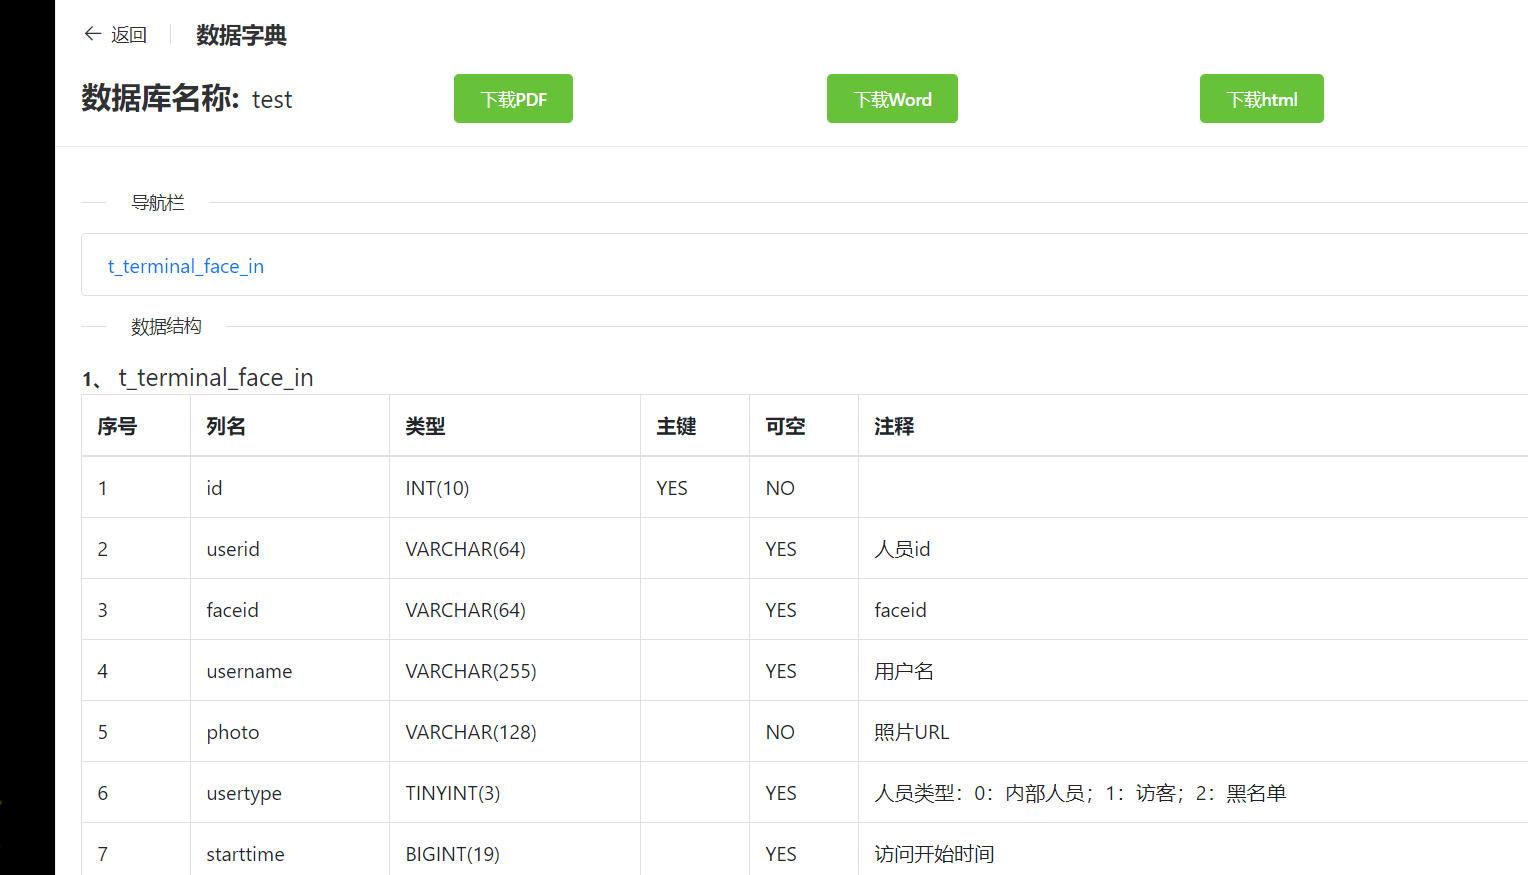 返回 数据字典
数据库名称: test 下载PDF 下载Word 下载html
导航栏
t_terminal_face_in
数据结构
1、 t_terminal_face_in
序号 列名 类型 主键 可空 注释
1 id INT(10) YES NO
2 userid VARCHAR(64) YES 人员id
3 faceid VARCHAR(64) YES faceid
4 username VARCHAR(255) YES 用户名
5 photo VARCHAR(128) NO 照片URL
6 usertype TINYINT(3) YES 人员类型：0：内部人员；1：访客；2：黑名单
7 starttime BIGINT(19) YES 访问开始时间